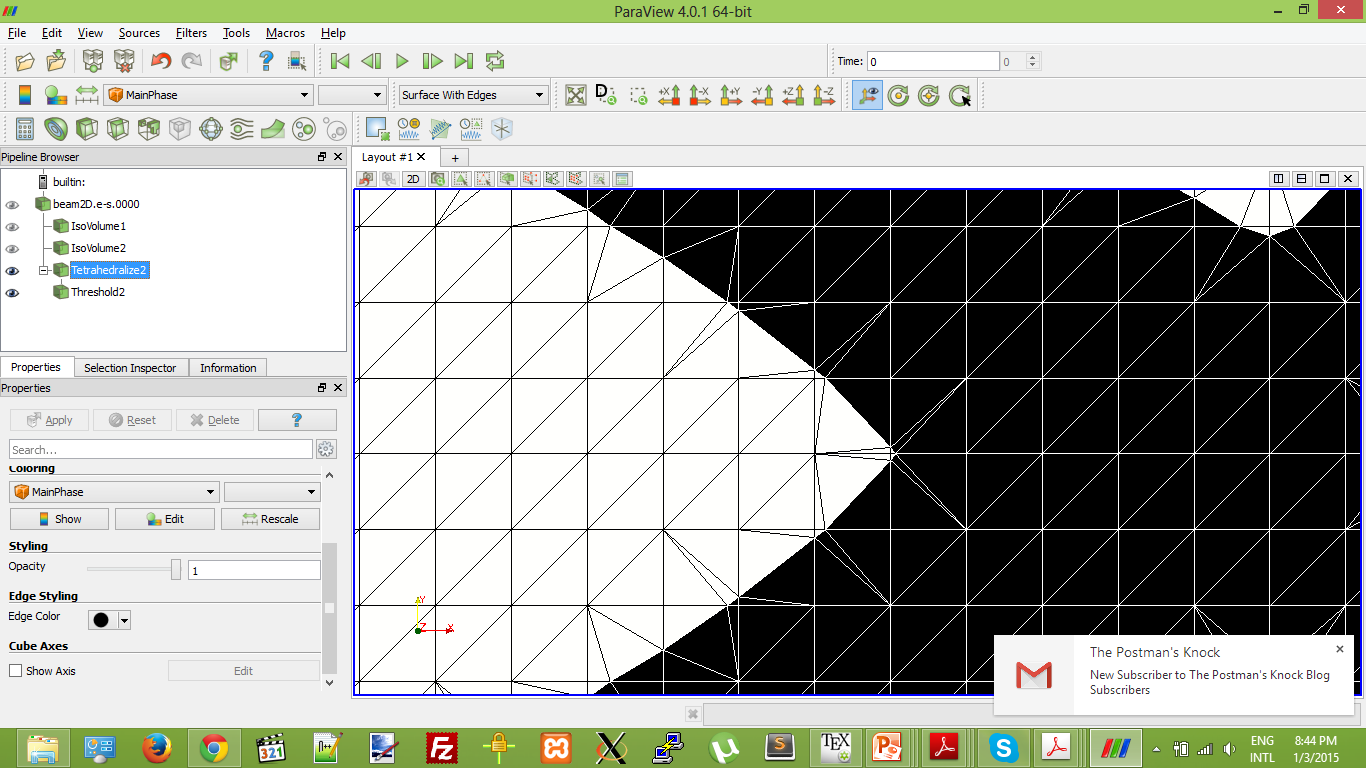 ParaView 4.0.1 64-bit
File Edit View Sources Filters Tools Macros Help
Time: 0 0
MainPhase Surface With Edges
+X -X +Y -Y +Z -Z
Pipeline Browser
Layout #1
+
2D
builtin:
beam2D.e-s.0000
IsoVolume1
IsoVolume2
Tetrahedralize2
Threshold2
Properties Selection Inspector Information
Properties
Apply Reset Delete ?
Search...
Coloring
MainPhase
Show Edit Rescale
Styling
Opacity 1
Edge Styling
Edge Color
Cube Axes
Show Axis Edit
Y
Z X
The Postman's Knock
New Subscriber to The Postman's Knock Blog
Subscribers
321
FZ
TEX
S
P
ENG
INTL
8:44 PM
1/3/2015